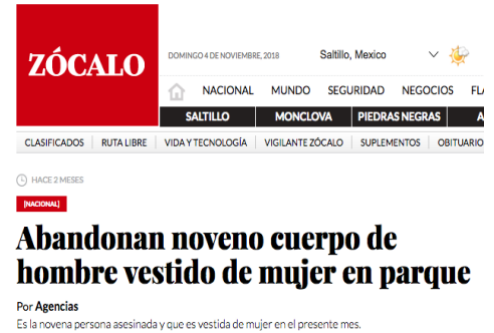 ZÓCALO
DOMINGO 4 DE NOVIEMBRE, 2018
Saltillo, Mexico
NACIONAL MUNDO SEGURIDAD NEGOCIOS
SALTILLO MONCLOVA PIEDRAS NEGRAS
CLASIFICADOS RUTA LIBRE VIDA Y TECNOLOGÍA VIGILANTE ZÓCALO SUPLEMENTOS OBITUARIO
HACE 2 MESES
[NACIONAL]
Abandonan noveno cuerpo de
hombre vestido de mujer en parque
Por Agencias
Es la novena persona asesinada y que es vestida de mujer en el presente mes.